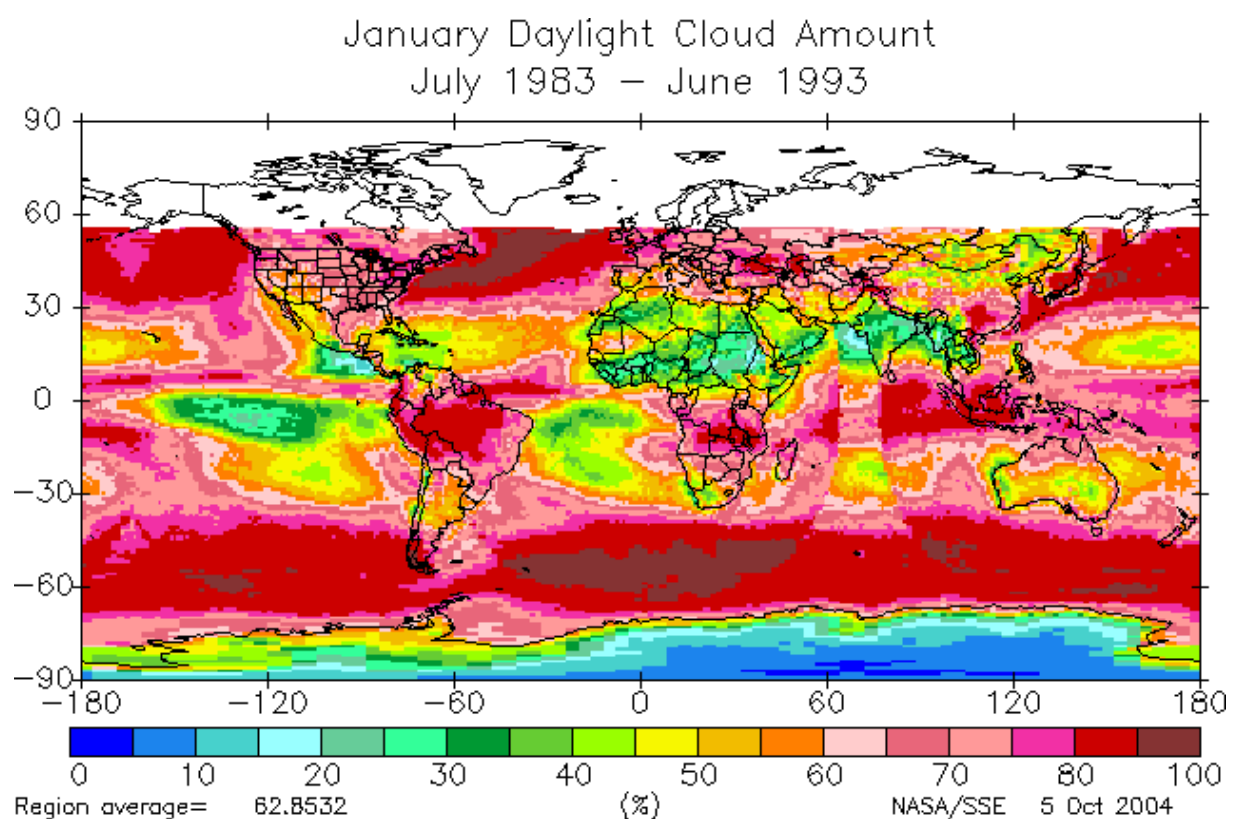 January Daylight Cloud Amount
July 1983 – June 1993
90
60
30
0
−30
−60
−90
−180 −120 −60 0 60 120 180
0 10 20 30 40 50 60 70 80 100
Region average= 62.8532 (%) NASA/SSE 5 Oct 2004